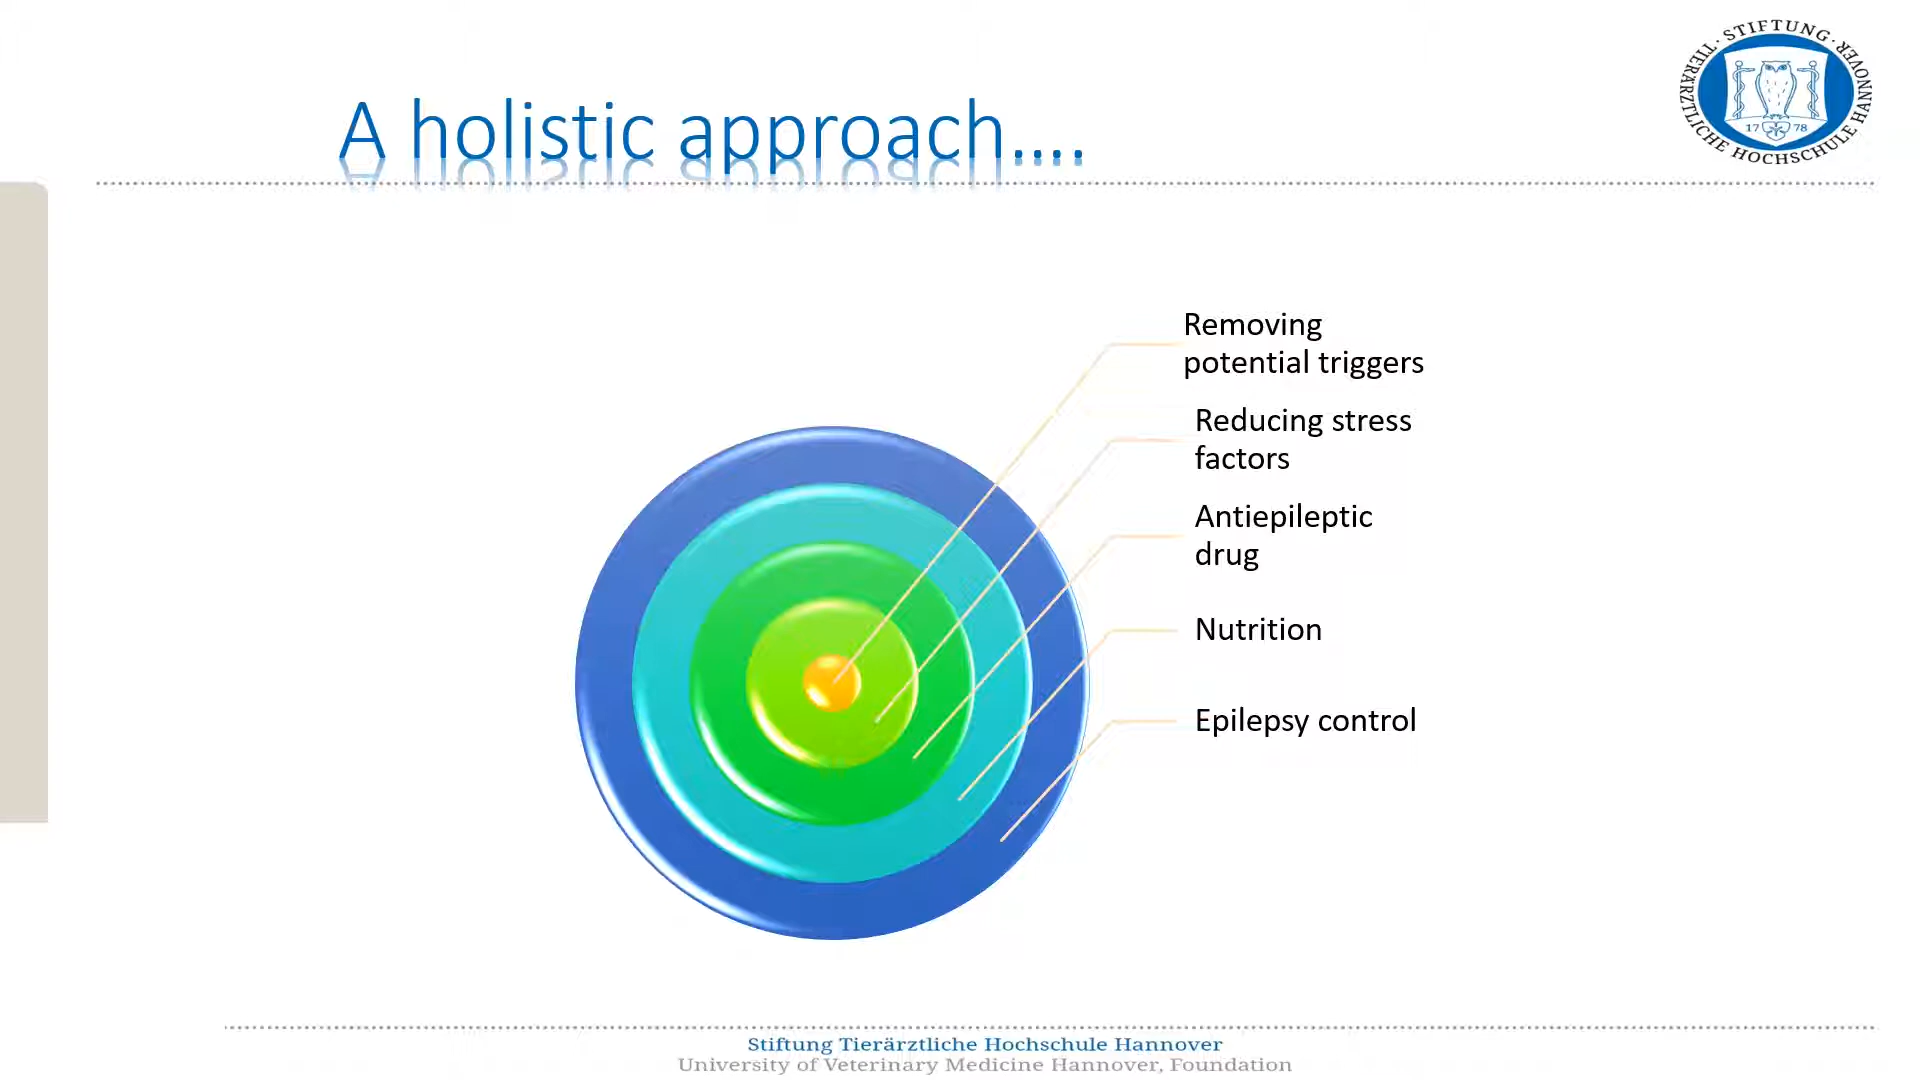 · STIFTUNG ·
TIERÄRZTLICHE HOCHSCHULE HANNOVER
17 78
A holistic approach....
Removing
potential triggers
Reducing stress
factors
Antiepileptic
drug
Nutrition
Epilepsy control
Stiftung Tierärztliche Hochschule Hannover
University of Veterinary Medicine Hannover, Foundation